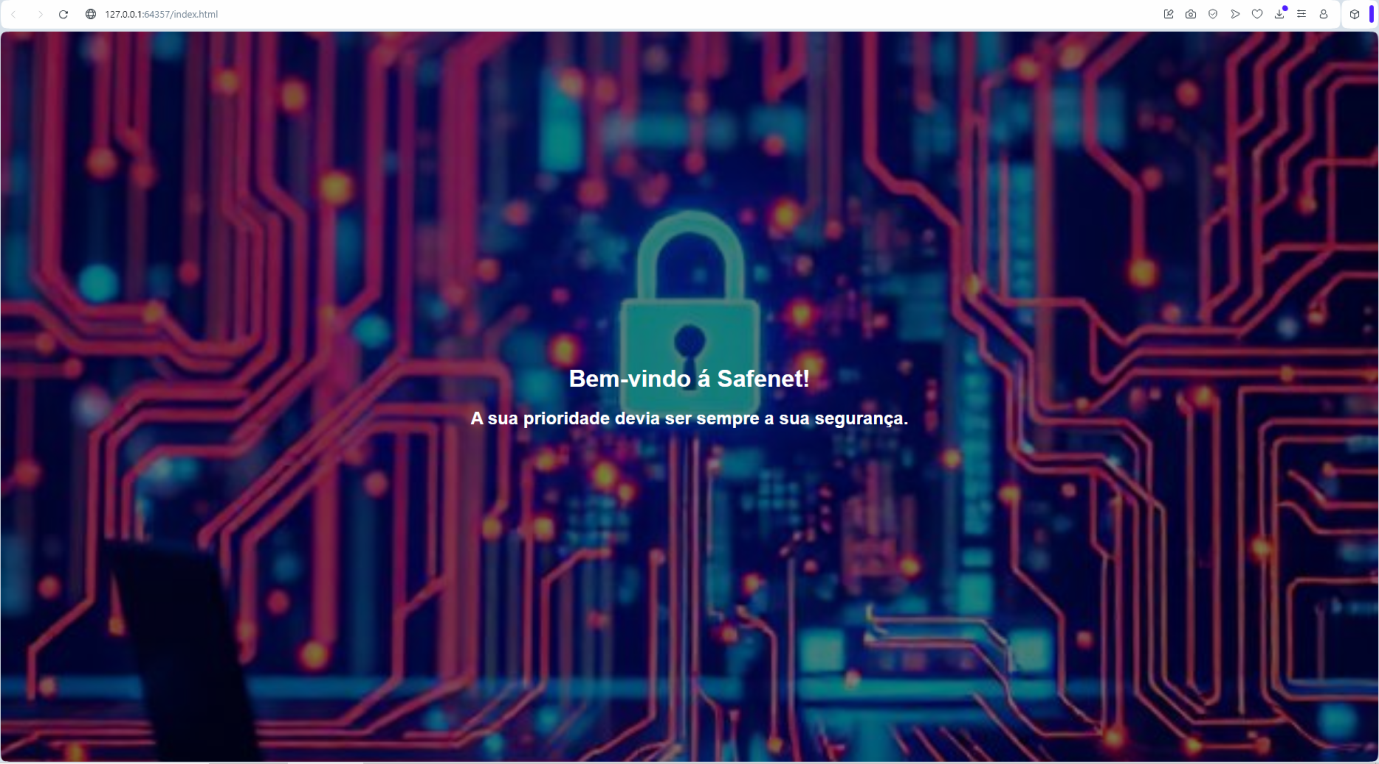 127.0.0.1:64357/index.html
Bem-vindo á Safenet!
A sua prioridade devia ser sempre a sua segurança.